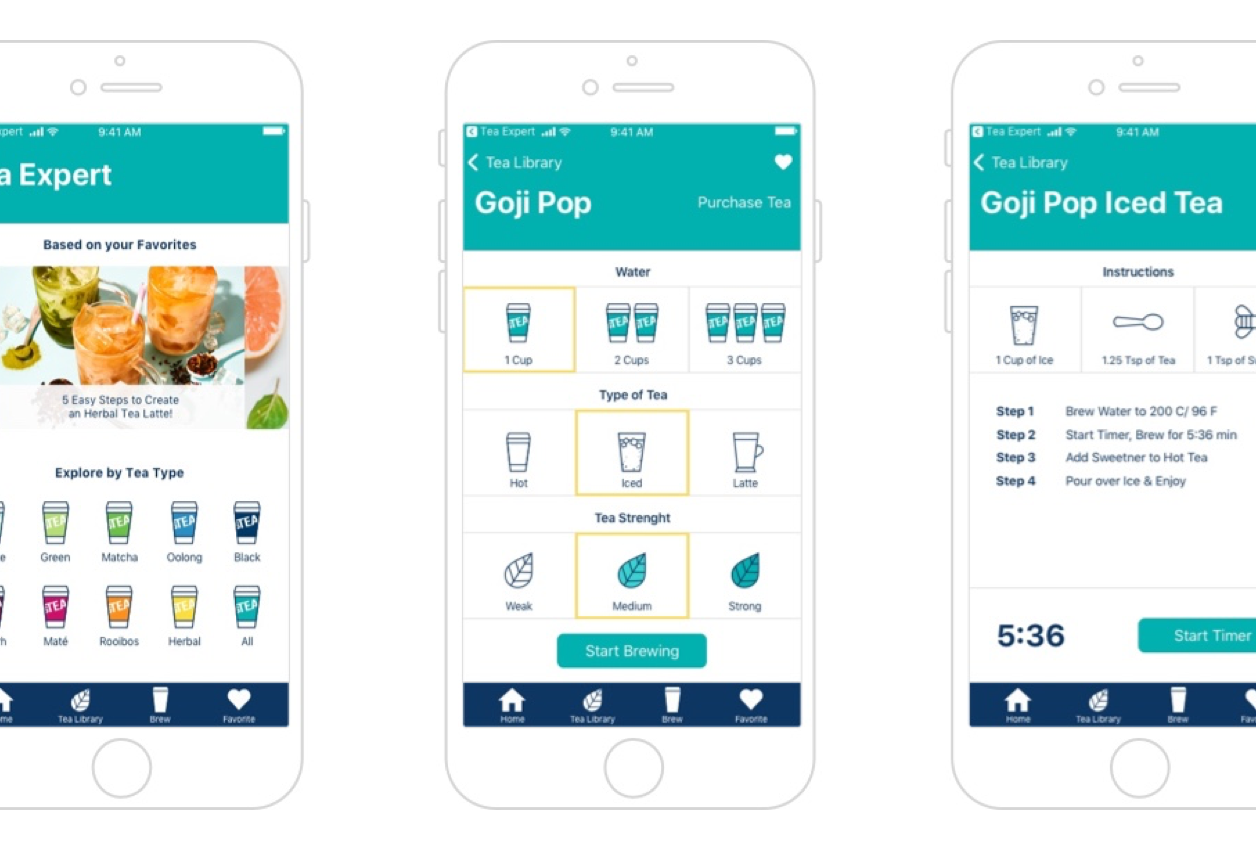 xpert 9:41 AM
a Expert
Based on your Favorites
5 Easy Steps to Create
an Herbal Tea Latte!
Explore by Tea Type
TEA TEA TEA TEA
e Green Matcha Oolong Black
TEA TEA TEA TEA TEA
h Maté Rooibos Herbal All
me Tea Library Brew Favorite
Tea Expert 9:41 AM
Tea Library
Goji Pop Purchase Tea
Water
TEA TEA TEA TEA TEA TEA
1 Cup 2 Cups 3 Cups
Type of Tea
Hot Iced Latte
Tea Strenght
Weak Medium Strong
Start Brewing
Home Tea Library Brew Favorite
Tea Expert 9:41 AM
Tea Library
Goji Pop Iced Tea
Instructions
1 Cup of Ice 1.25 Tsp of Tea 1 Tsp of S
Step 1 Brew Water to 200 C/ 96 F
Step 2 Start Timer, Brew for 5:36 min
Step 3 Add Sweetner to Hot Tea
Step 4 Pour over Ice & Enjoy
5:36 Start Timer
Home Tea Library Brew Fav